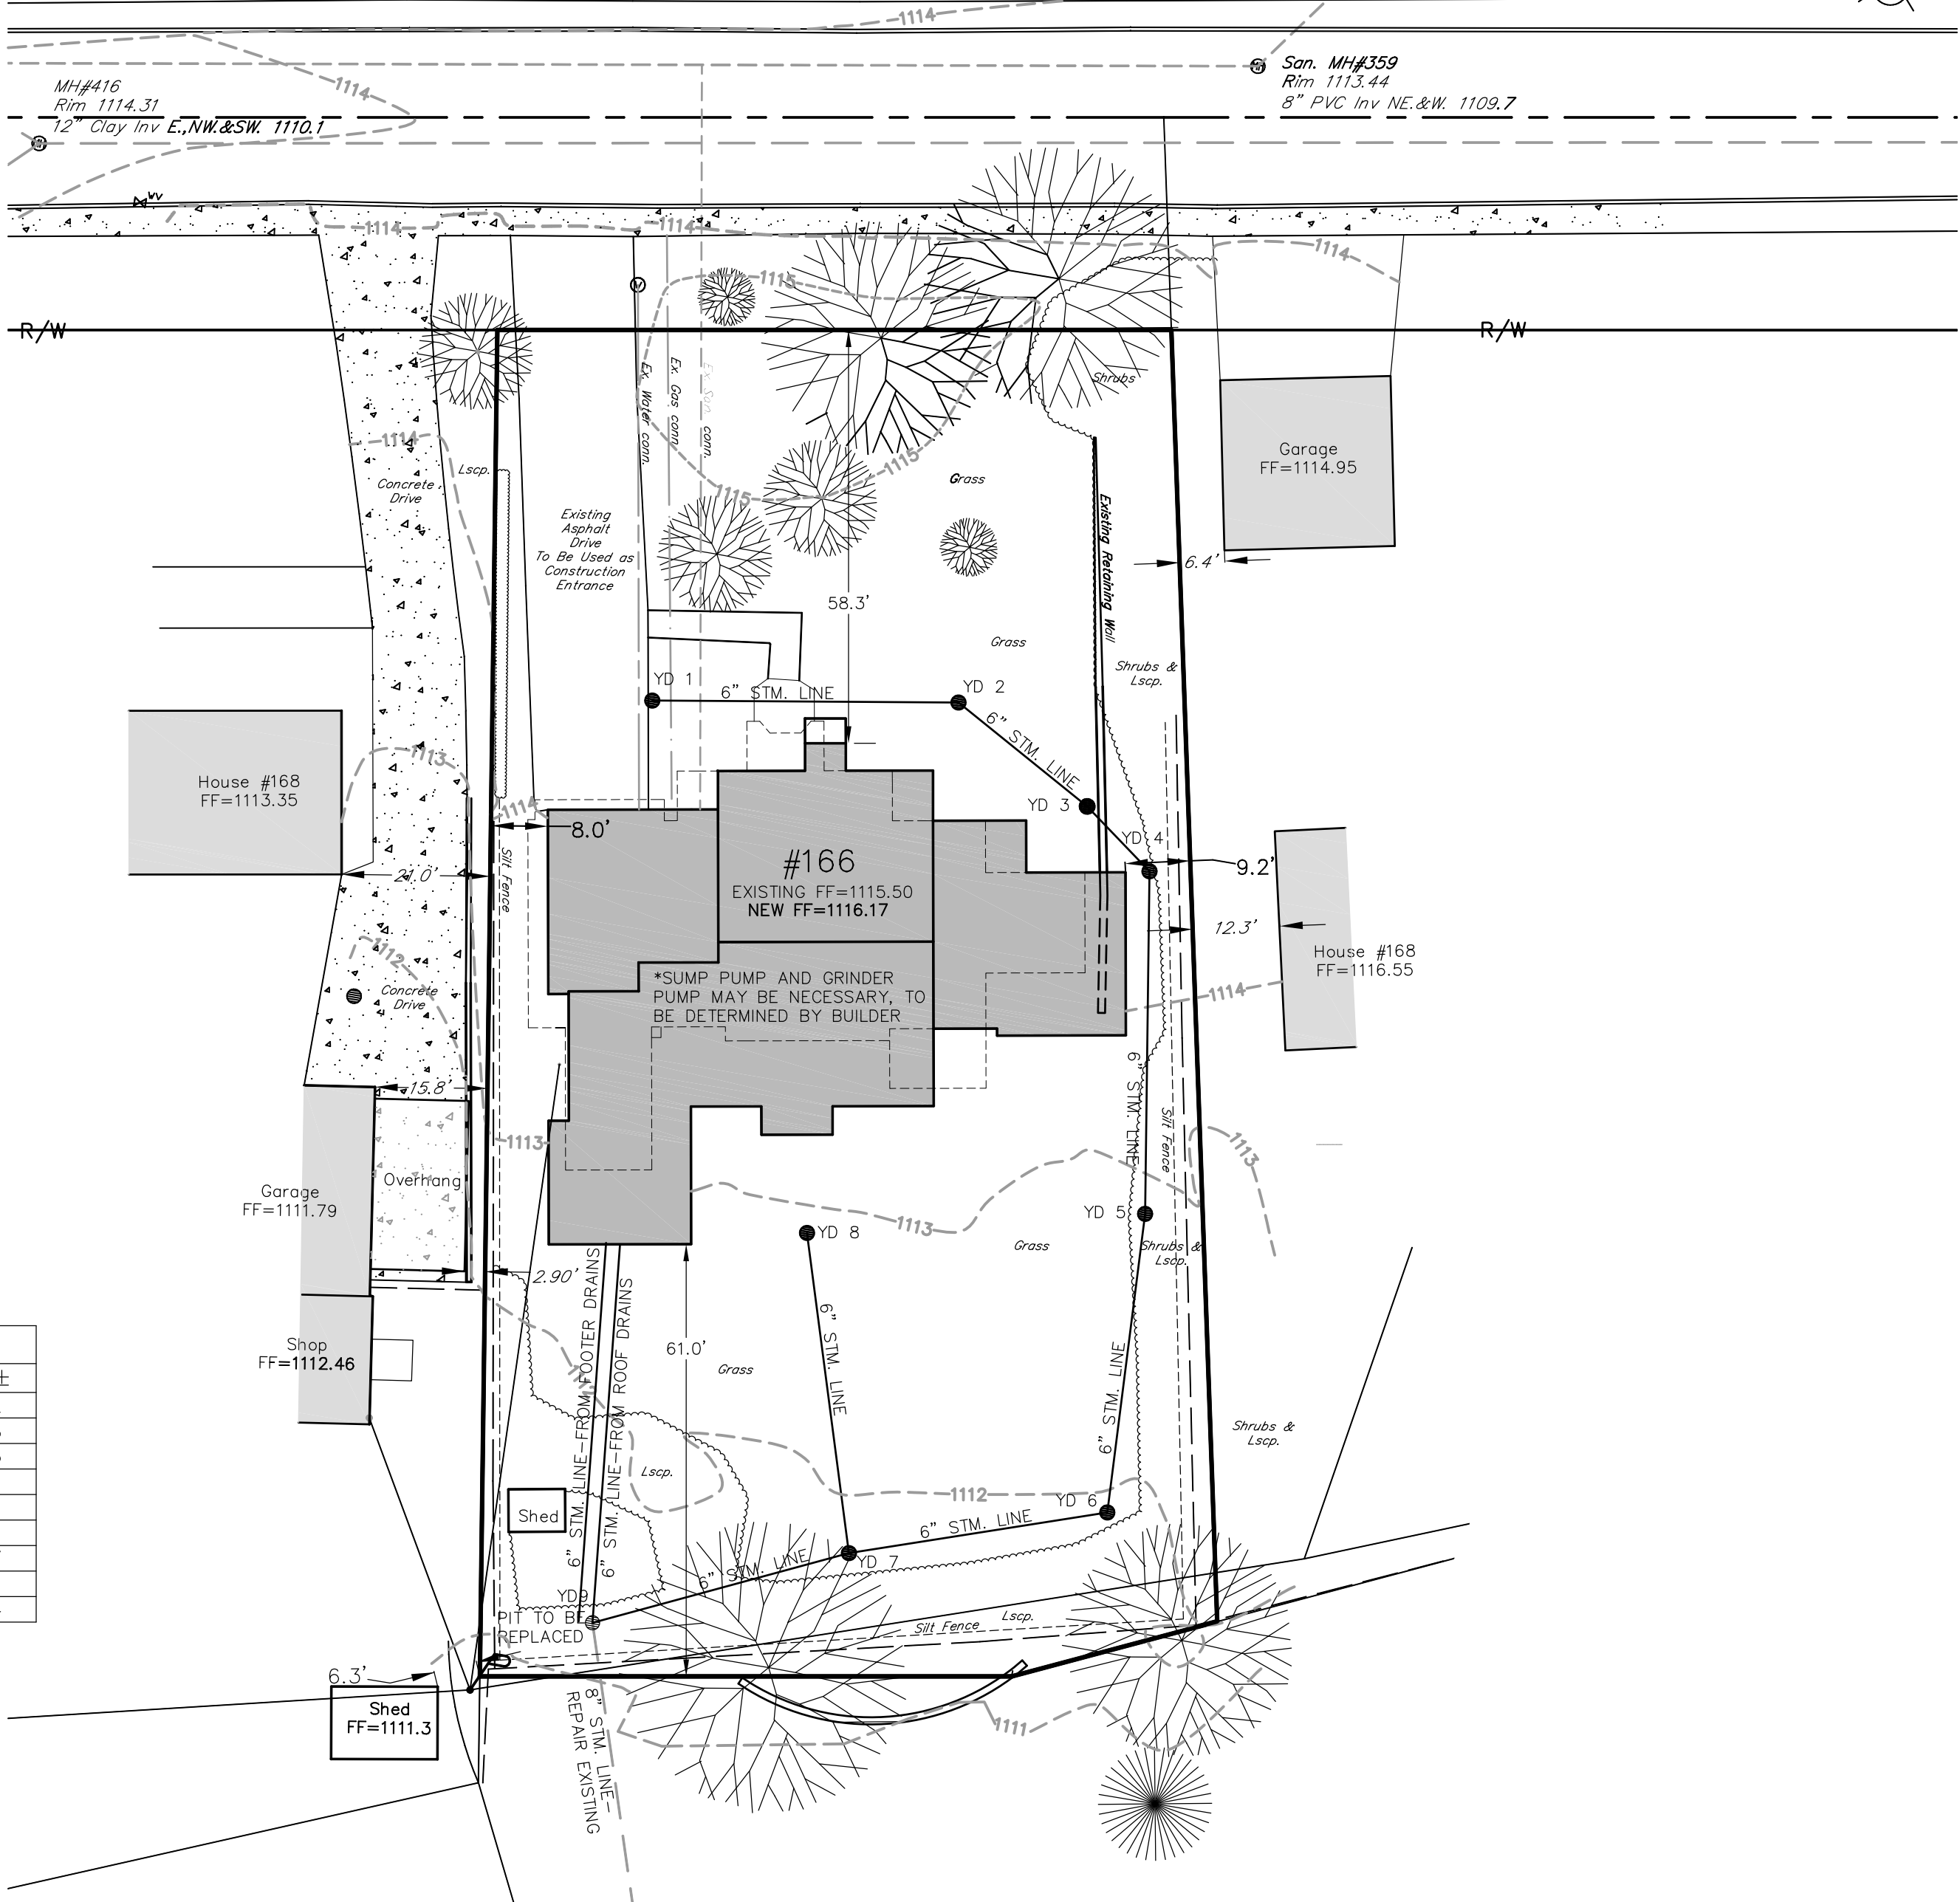 1114
San. MH#359
Rim 1113.44
8" PVC Inv NE.&W. 1109.7
MH#416
Rim 1114.31
12" Clay Inv E.,NW.&SW. 1110.1
1114
WV
1114
1114
1114
1115
W
R/W
R/W
Ex. Water conn.
Ex. Gas conn.
Ex. San. conn.
Shrubs
1114
Lscp.
Concrete
Drive
1115
1115
Grass
Garage
FF=1114.95
Existing
Asphalt
Drive
To Be Used as
Construction
Entrance
Existing Retaining Wall
6.4'
58.3'
Grass
Shrubs &
Lscp.
YD 1
6" STM. LINE
YD 2
6" STM. LINE
1113
House #168
FF=1113.35
1114
YD 3
YD 4
8.0'
#166
EXISTING FF=1115.50
NEW FF=1116.17
9.2'
21.0'
Silt Fence
12.3'
House #168
FF=1116.55
1112
*SUMP PUMP AND GRINDER
PUMP MAY BE NECESSARY, TO
BE DETERMINED BY BUILDER
Concrete
Drive
1114
6" STM. LINE
15.8'
Silt Fence
1113
1113
Overhang
Garage
FF=1111.79
YD 5
1113
YD 8
Grass
Shrubs &
Lscp.
2.90'
6" STM. LINE-FROM FOOTER DRAINS
6" STM. LINE-FROM ROOF DRAINS
6" STM. LINE
61.0'
Shop
FF=1112.46
±
Grass
6" STM. LINE
Shrubs &
Lscp.
Lscp.
1112
YD 6
Shed
6" STM. LINE
YD 7
6" STM. LINE
YD9
PIT TO BE
REPLACED
Lscp.
Silt Fence
6.3'
Shed
FF=1111.3
8" STM. LINE-
REPAIR EXISTING
1111